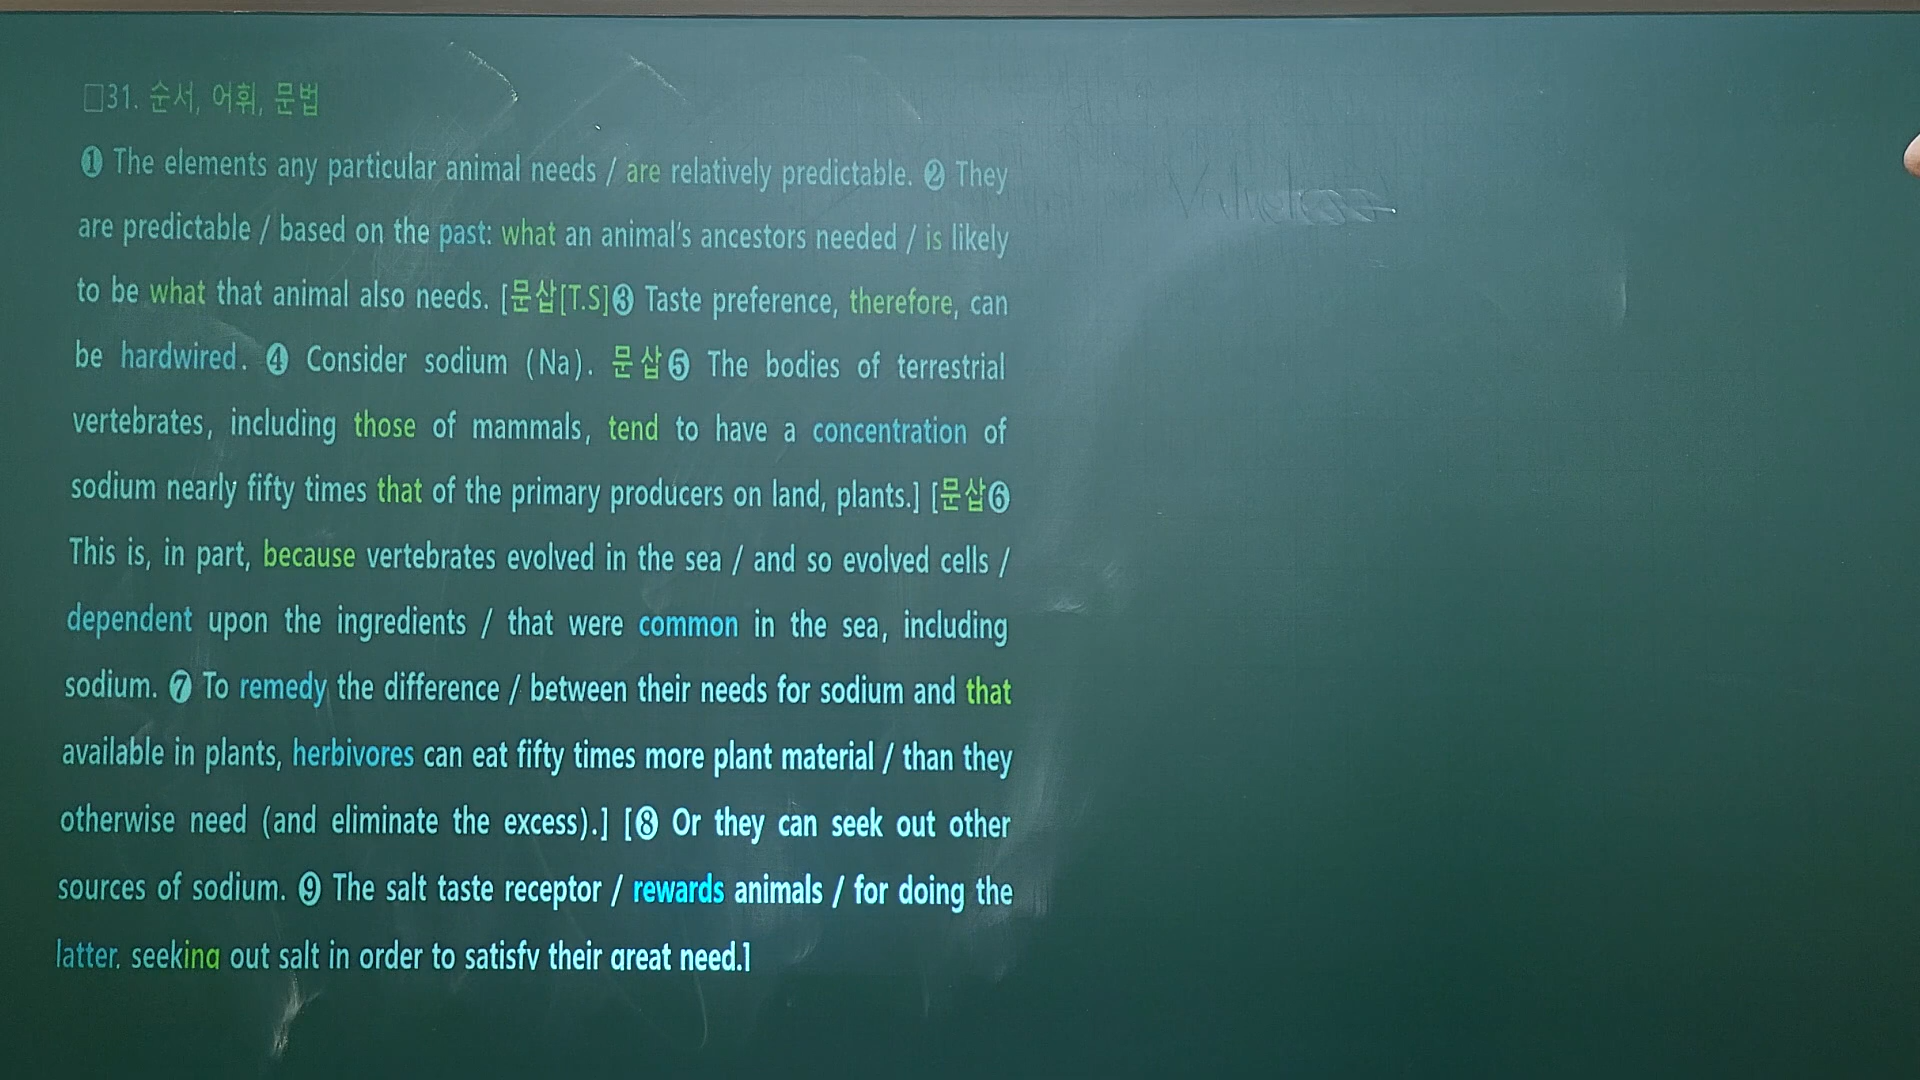 □31. 순서, 어휘, 문법
❶ The elements any particular animal needs / are relatively predictable. ❷ They
are predictable / based on the past: what an animal's ancestors needed / is likely
to be what that animal also needs. [문삽[T.S]❸ Taste preference, therefore, can
be hardwired. ❹ Consider sodium (Na). 문삽❺ The bodies of terrestrial
vertebrates, including those of mammals, tend to have a concentration of
sodium nearly fifty times that of the primary producers on land, plants.] [문삽❻
This is, in part, because vertebrates evolved in the sea / and so evolved cells /
dependent upon the ingredients / that were common in the sea, including
sodium. ❼ To remedy the difference / between their needs for sodium and that
available in plants, herbivores can eat fifty times more plant material / than they
otherwise need (and eliminate the excess).] [❽ Or they can seek out other
sources of sodium. ❾ The salt taste receptor / rewards animals / for doing the
latter, seeking out salt in order to satisfy their great need.]